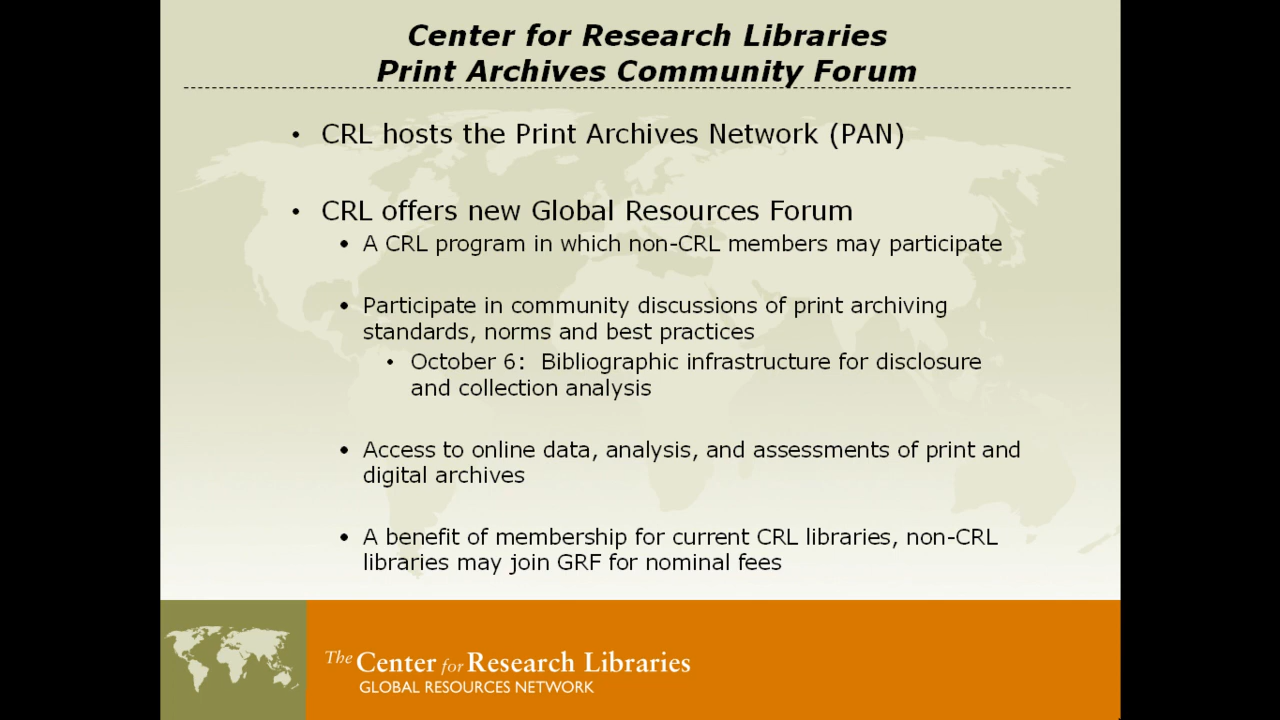 Center for Research Libraries
Print Archives Community Forum
• CRL hosts the Print Archives Network (PAN)
• CRL offers new Global Resources Forum
• A CRL program in which non-CRL members may participate
• Participate in community discussions of print archiving
standards, norms and best practices
• October 6:  Bibliographic infrastructure for disclosure
and collection analysis
• Access to online data, analysis, and assessments of print and
digital archives
• A benefit of membership for current CRL libraries, non-CRL
libraries may join GRF for nominal fees
The Center for Research Libraries
GLOBAL RESOURCES NETWORK